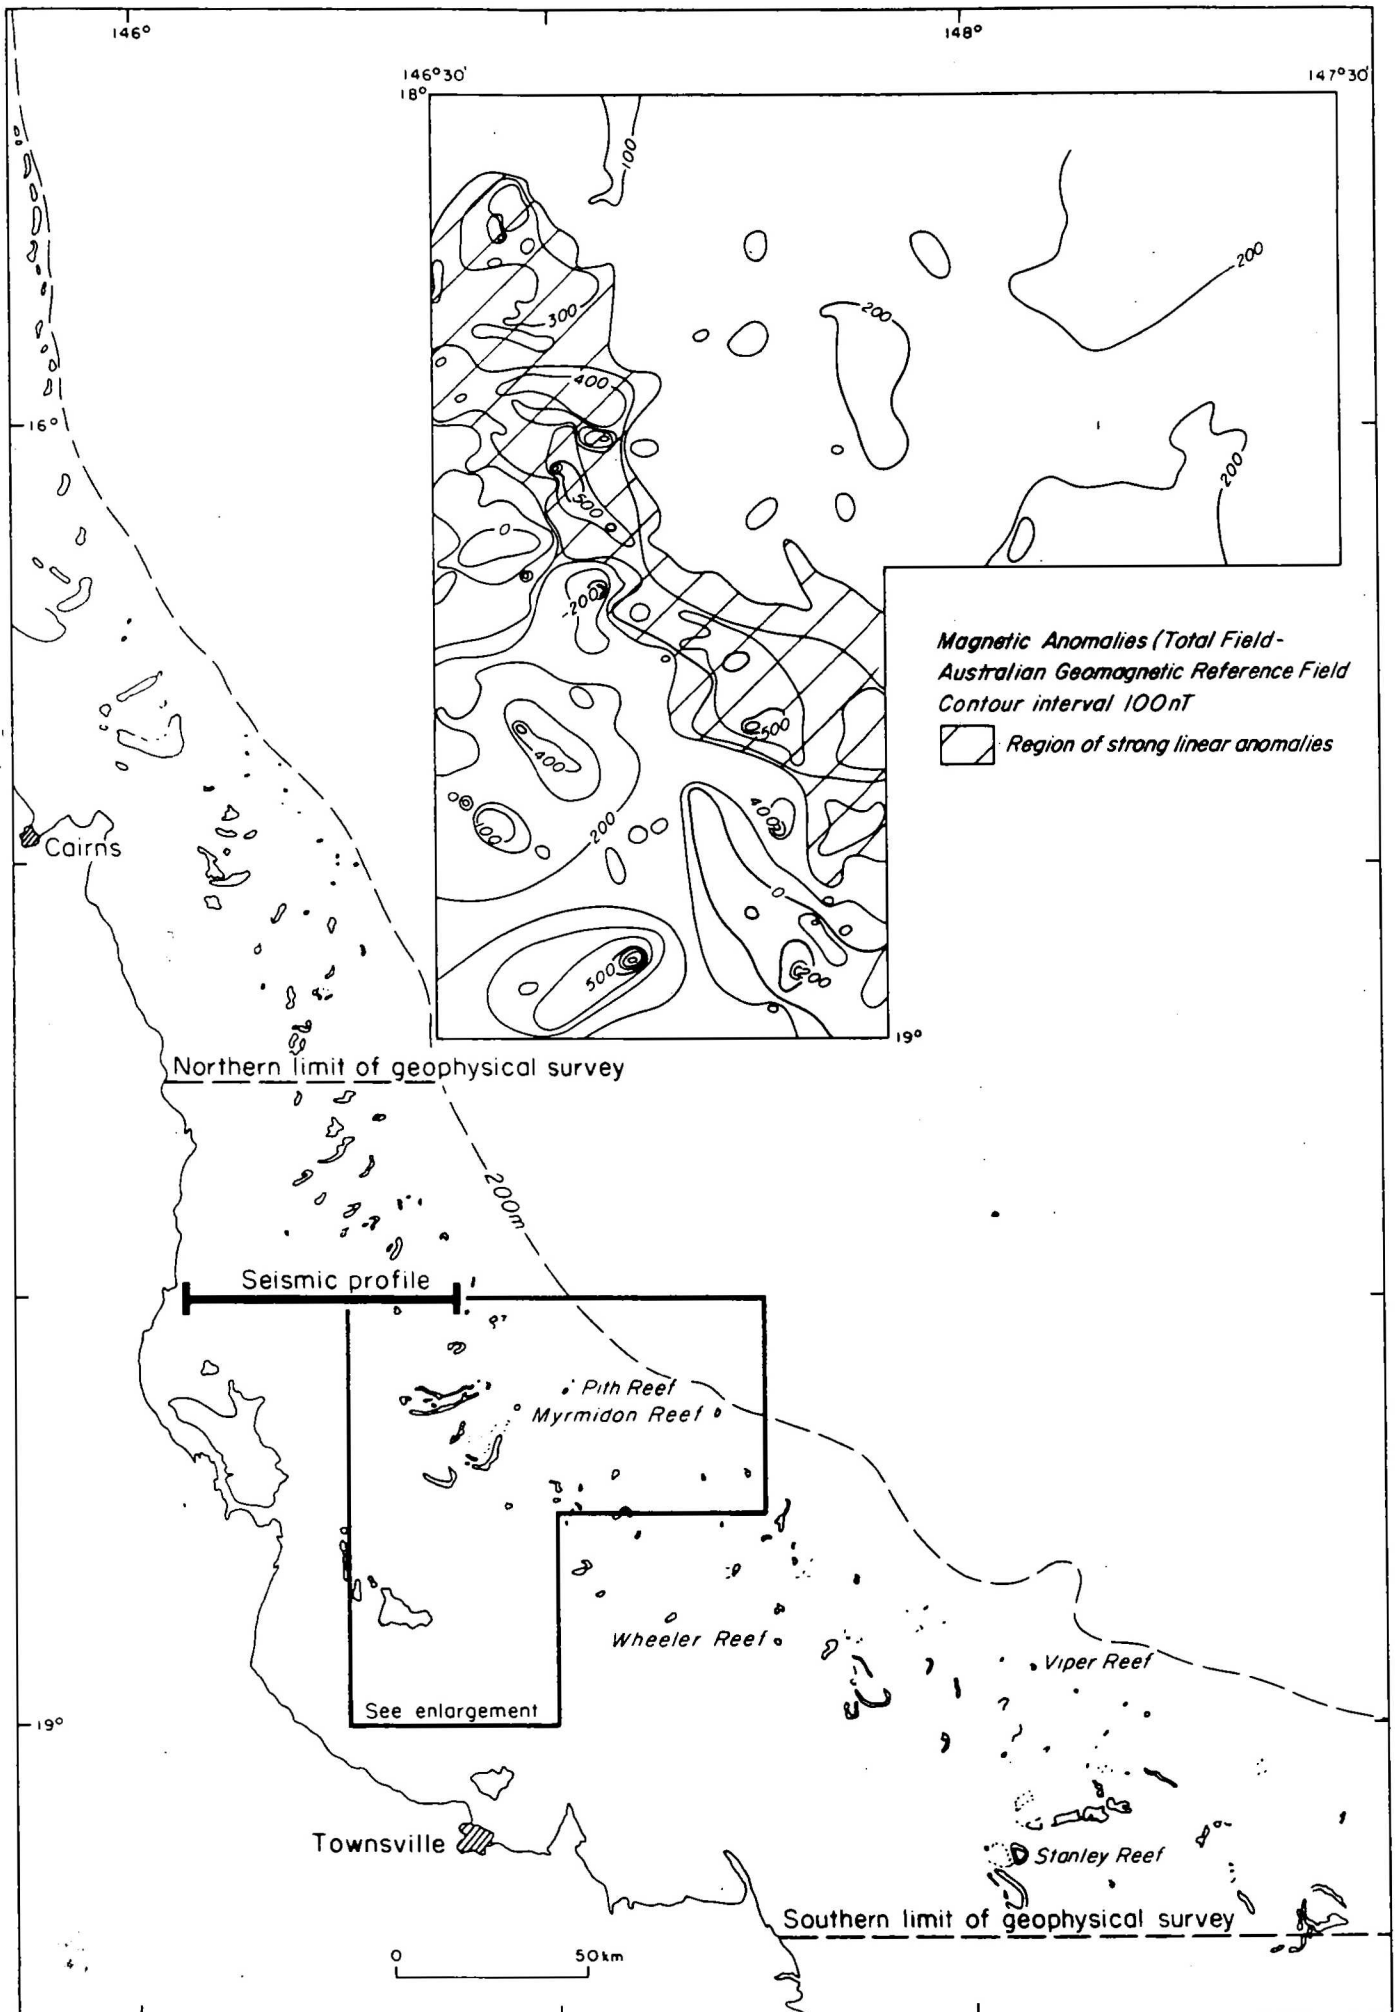 146°
148°
146°30'
147°30'
18°
100
200
300
200
400
16°
500
200
0
-200
Magnetic Anomalies (Total Field-
Australian Geomagnetic Reference Field
Contour interval 100nT
500
Region of strong linear anomalies
400
400
200
Cairns
0
500
200
19°
Northern limit of geophysical survey
200m
Seismic profile
Pith Reef
Myrmidon Reef
Wheeler Reef
Viper Reef
See enlargement
19°
Townsville
Stanley Reef
Southern limit of geophysical survey
0 50km